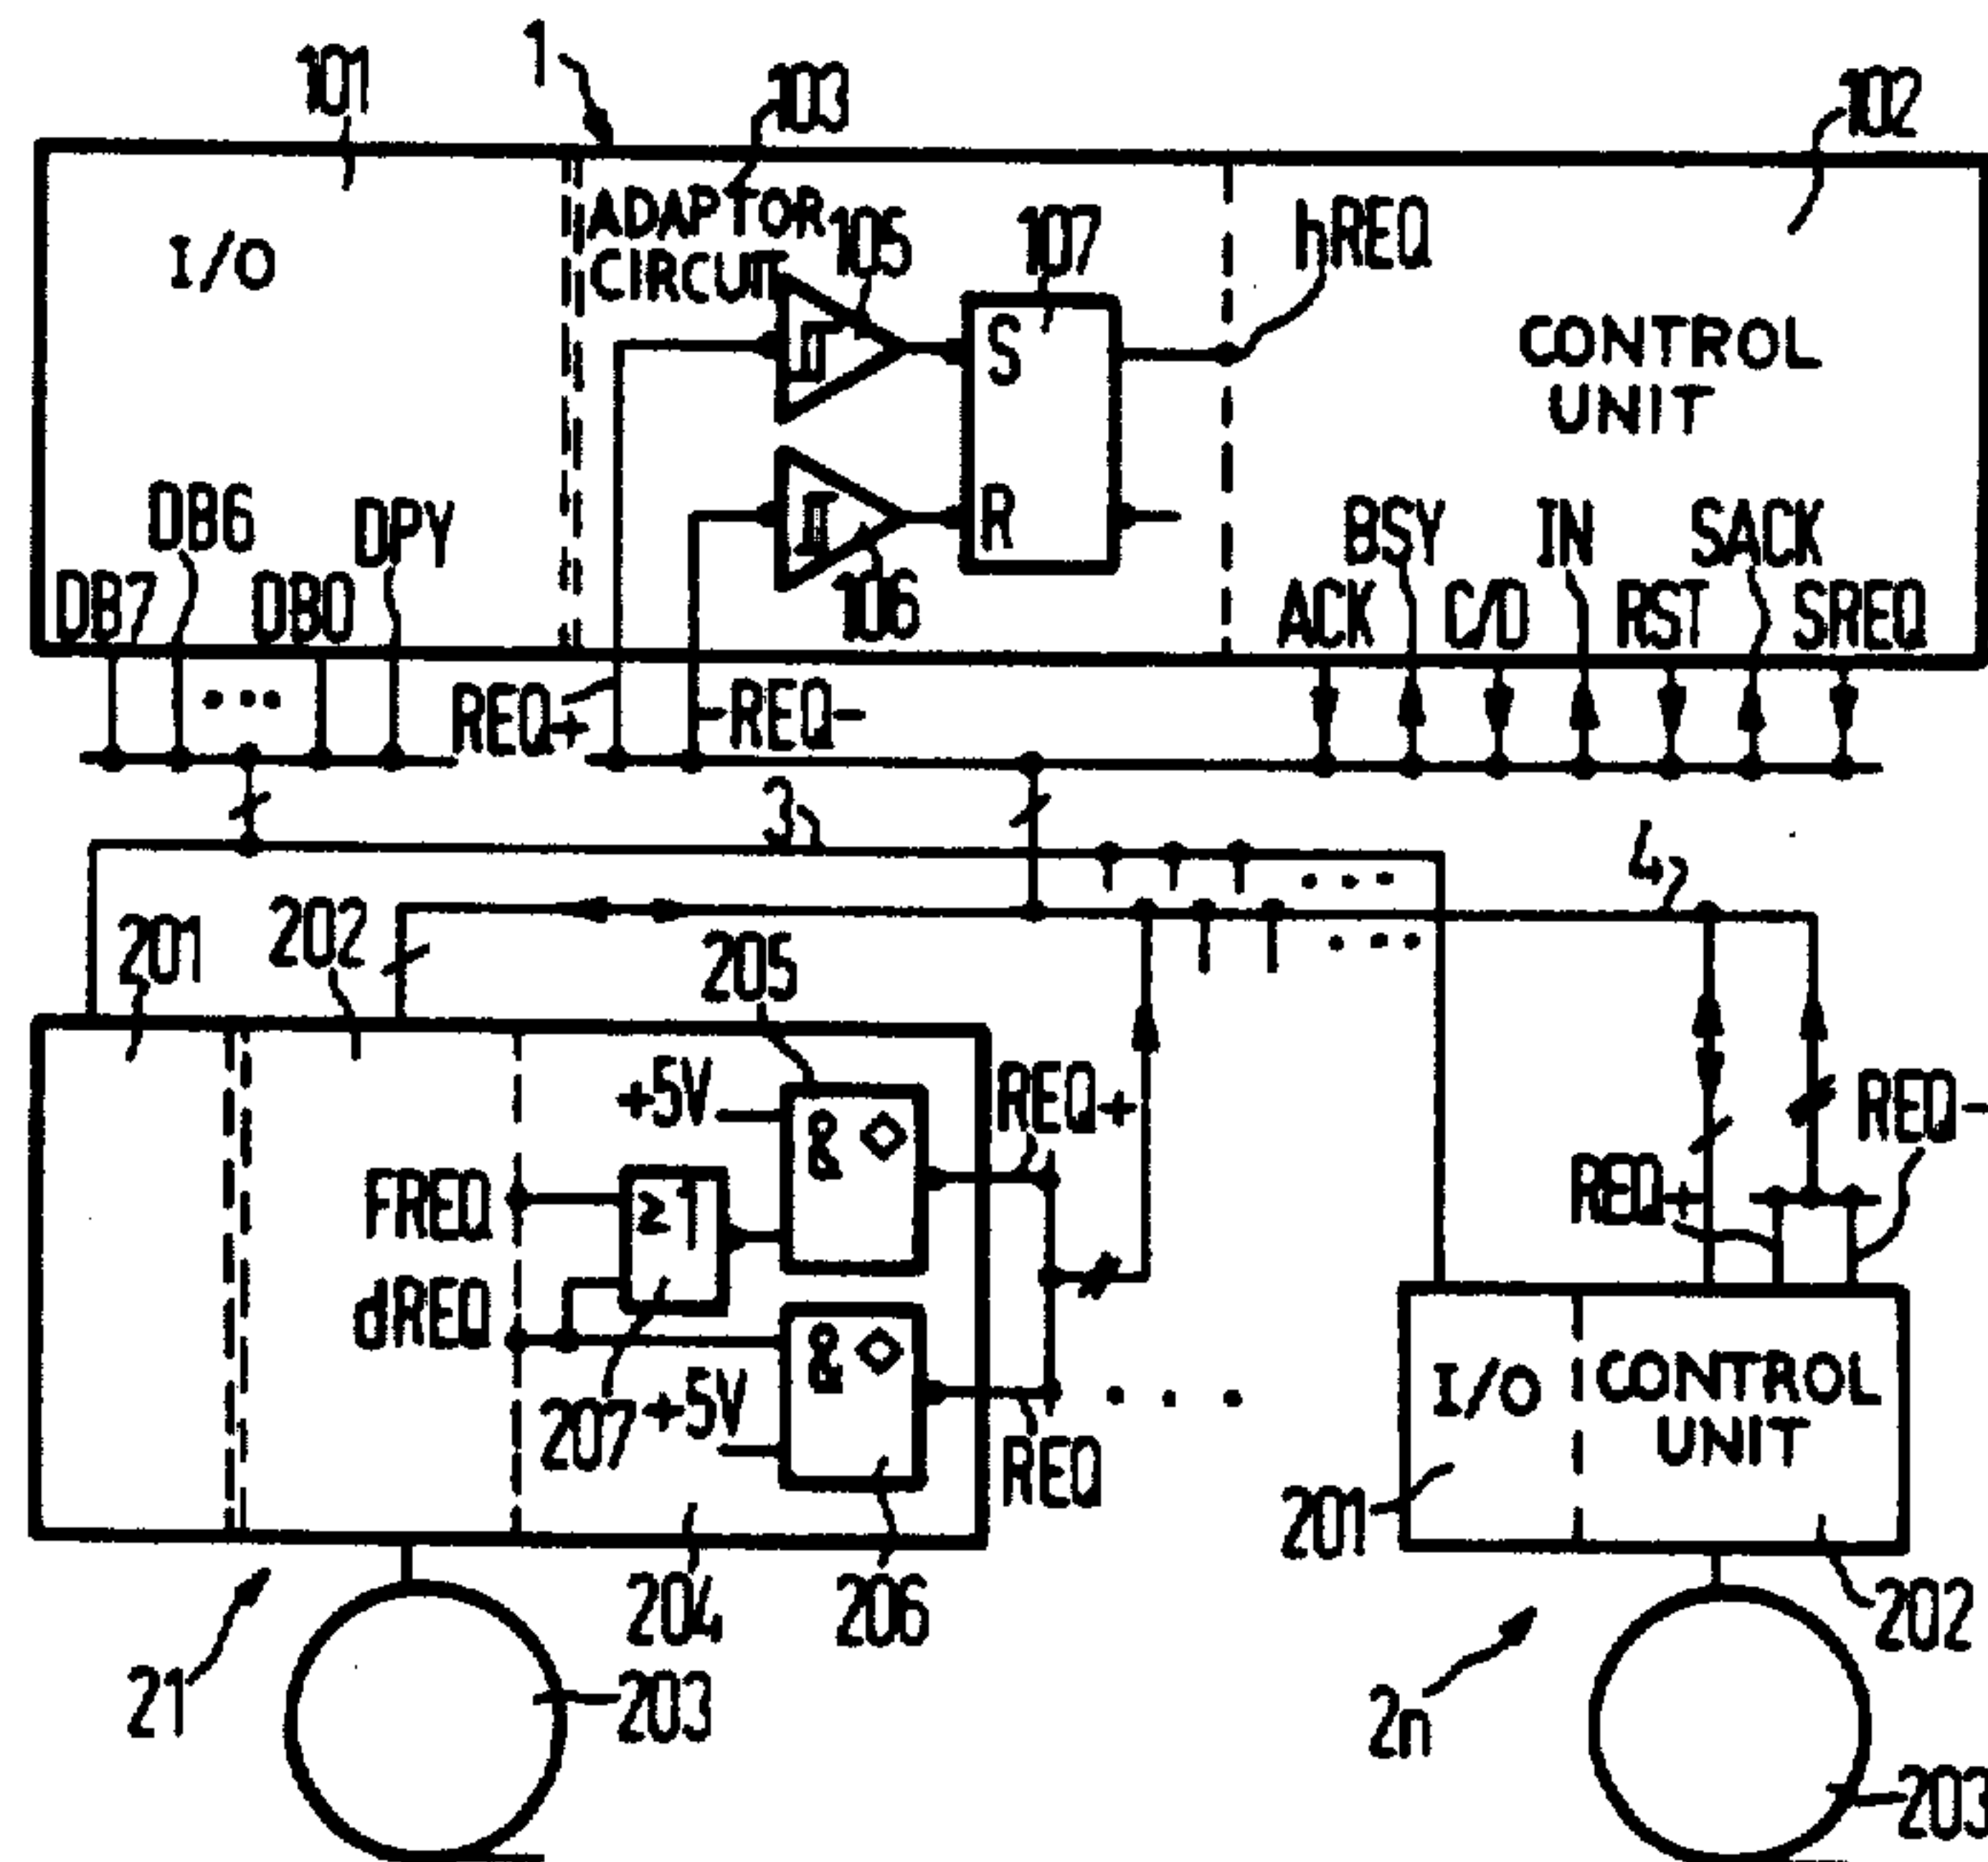 1
101
103
102
ADAPTOR
CIRCUIT
105
107
hREQ
I/O
S
CONTROL
UNIT
DB6
DPY
R
BSY
IN
SACK
DB7
DB0
106
ACK
C/D
RST
SREQ
REQ+
REQ-
3
4
201
202
205
+5V
REQ+
REQ-
&
FREQ
≥1
REQ+
dREQ
&
I/O
CONTROL
UNIT
207
+5V
REQ
201
204
206
202
21
203
2n
203